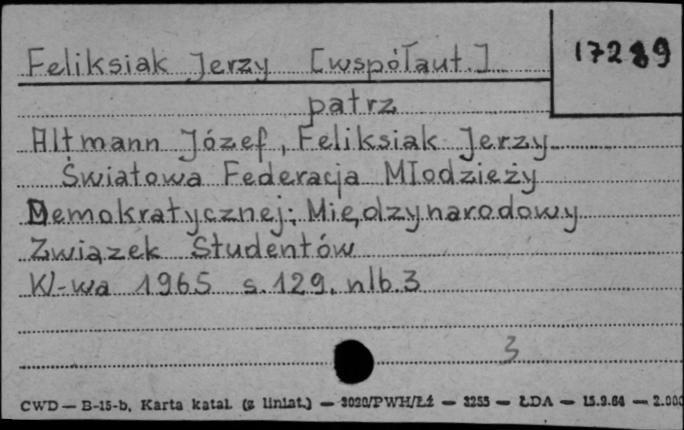 Feliksiak Jerzy [współaut.]
17289
patrz
Altmann Józef, Feliksiak Jerzy
Światowa Federacja Młodzieży
Demokratycznej; Międzynarodowy
Związek Studentów
W-wa 1965 s.129, nlb.3
3
CWD — B-15-b, Karta katal. (z liniat.) — 3020/PWH/Łź — 3255 — ŁDA — 15.9.64 — 2.000